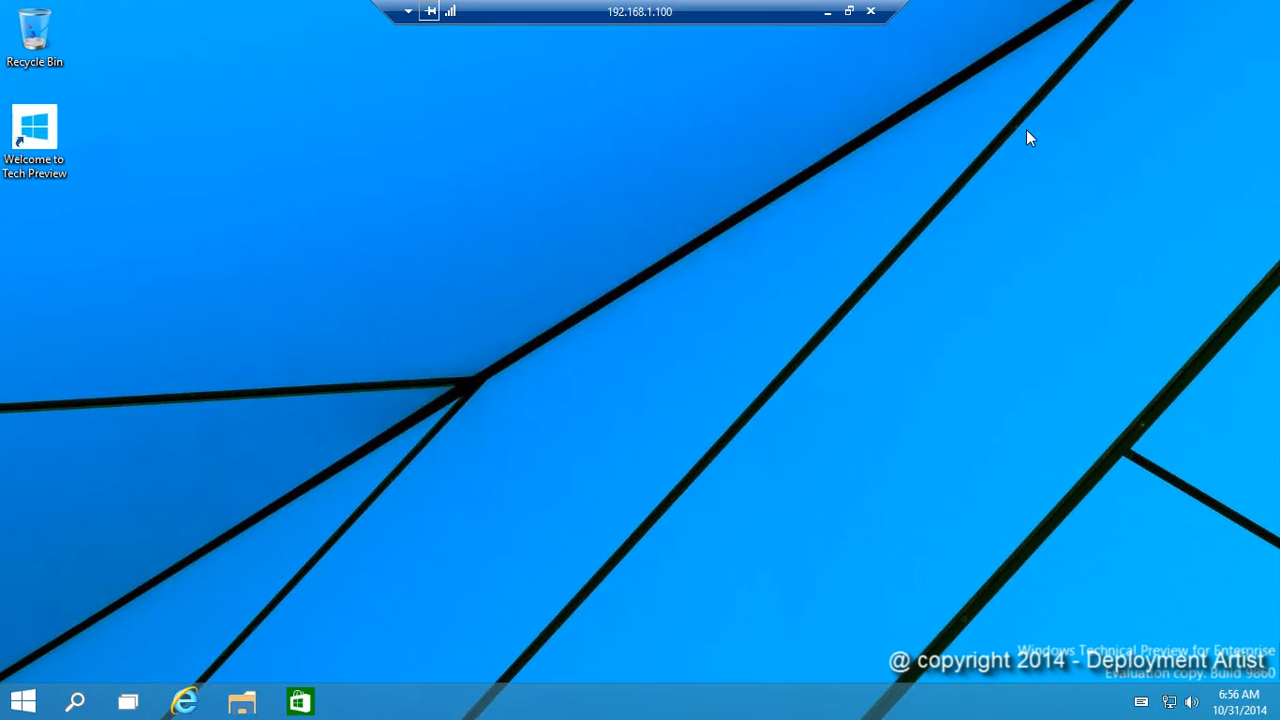 192.168.1.100
Recycle Bin
Welcome to
Tech Preview
Windows Technical Preview for Enterprise
@ copyright 2014 - Deployment Artist
Evaluation copy. Build 9860
6:56 AM
10/31/2014